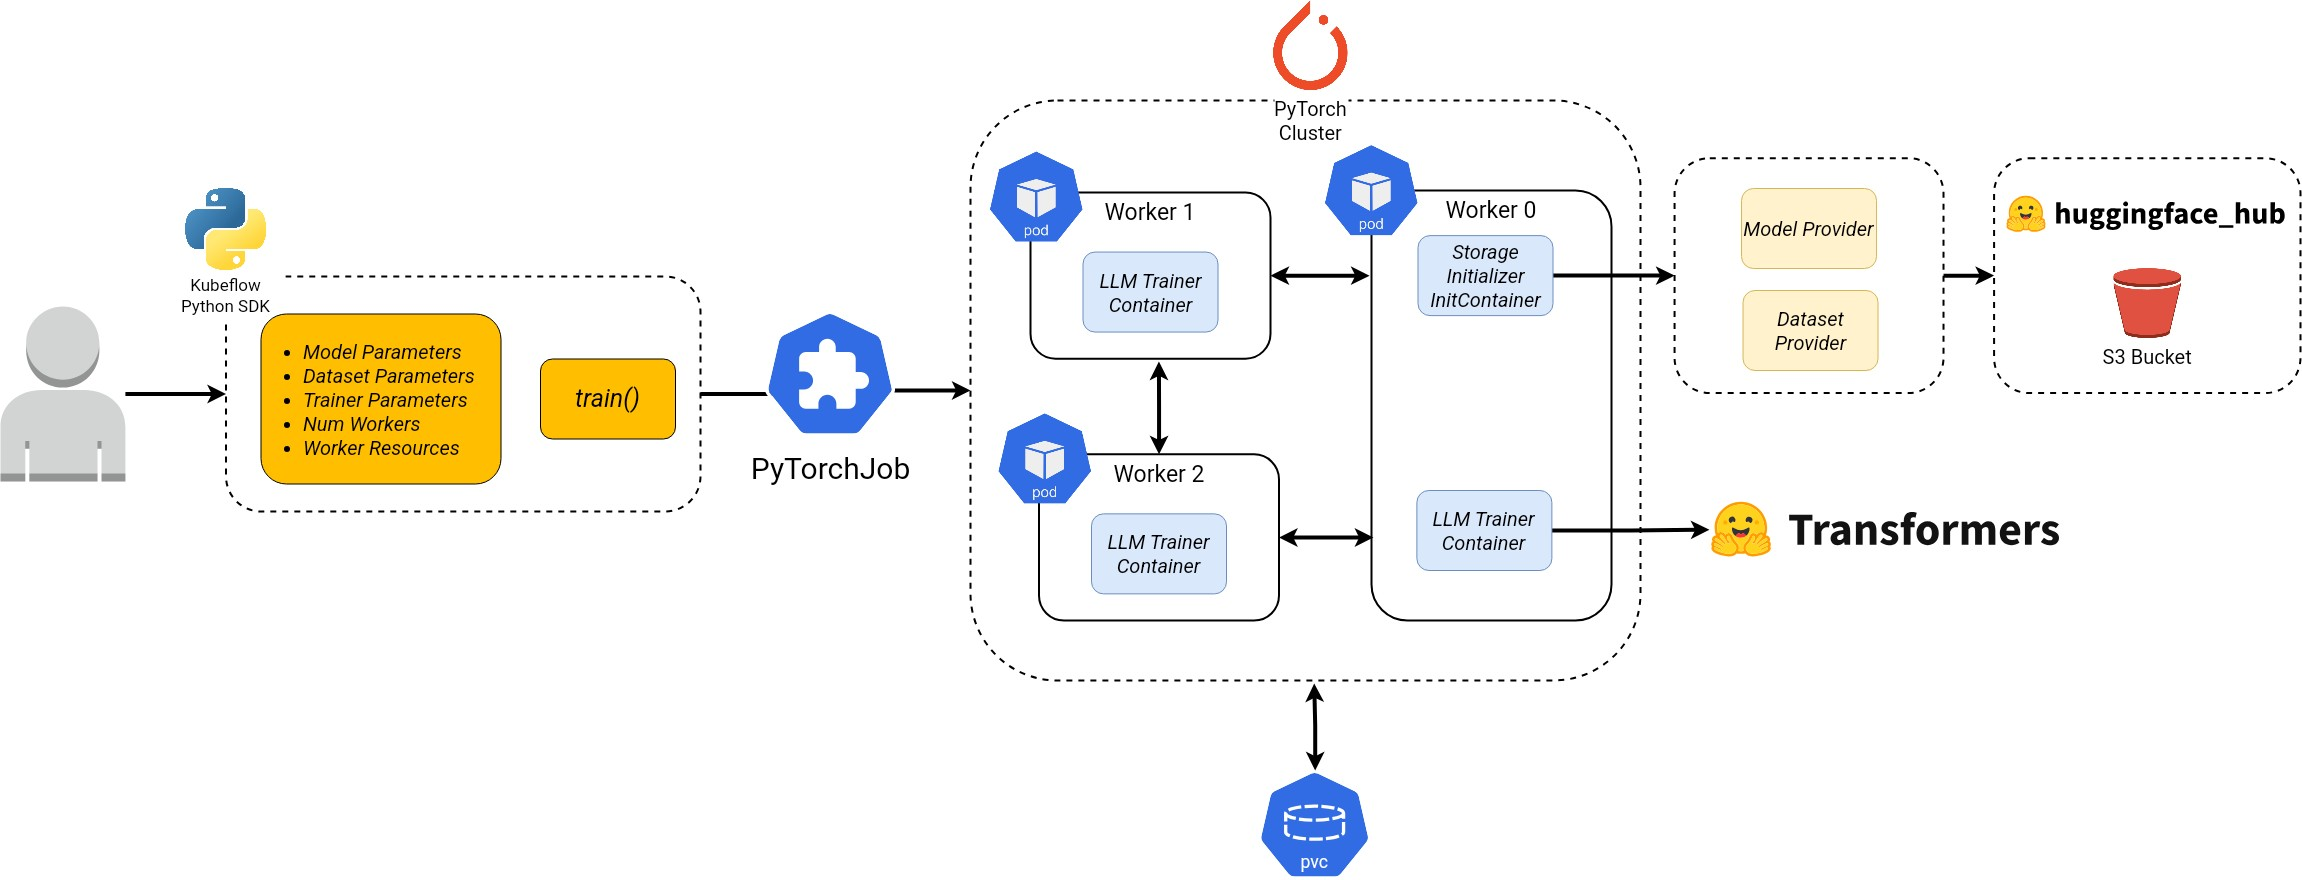 Kubeflow
Python SDK
Model Parameters
Dataset Parameters
Trainer Parameters
Num Workers
Worker Resources
train()
PyTorchJob
PyTorch
Cluster
pod
Worker 1
LLM Trainer
Container
pod
Worker 2
LLM Trainer
Container
pod
Worker 0
Storage
Initializer
InitContainer
LLM Trainer
Container
Model Provider
Dataset
Provider
huggingface_hub
S3 Bucket
Transformers
pvc